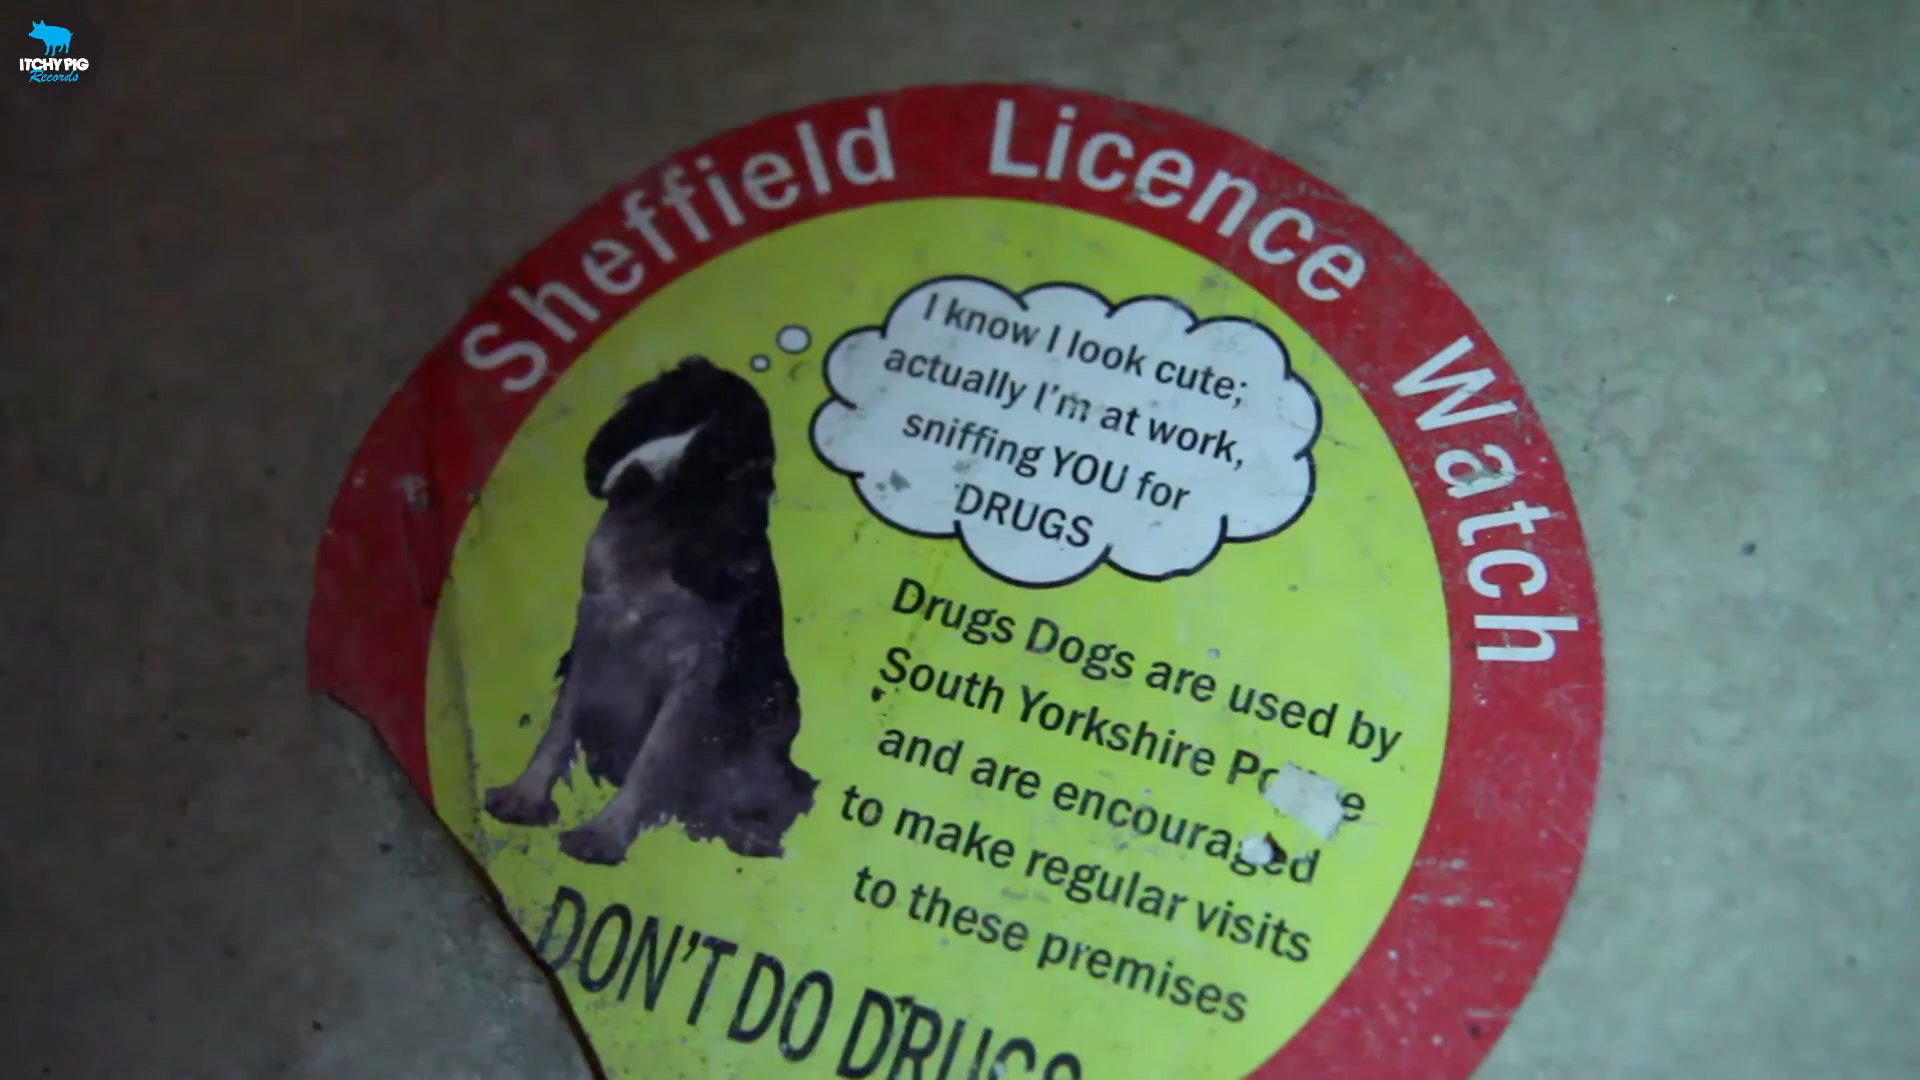 ITCHY PIG
Records
Sheffield Licence Watch
I know I look cute;
actually I'm at work,
sniffing YOU for
DRUGS
Drugs Dogs are used by
South Yorkshire
and are encouraged
to make regular visits
to these premises
DON'T DO DRUGS